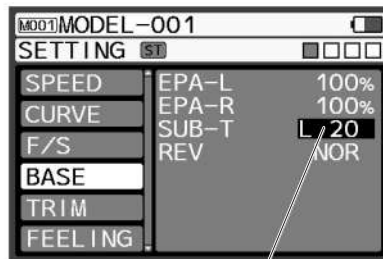 M001 MODEL-001
SETTING ST
SPEED
CURVE
F/S
BASE
TRIM
FEELING
EPA-L 100%
EPA-R 100%
SUB-T L 20
REV NOR